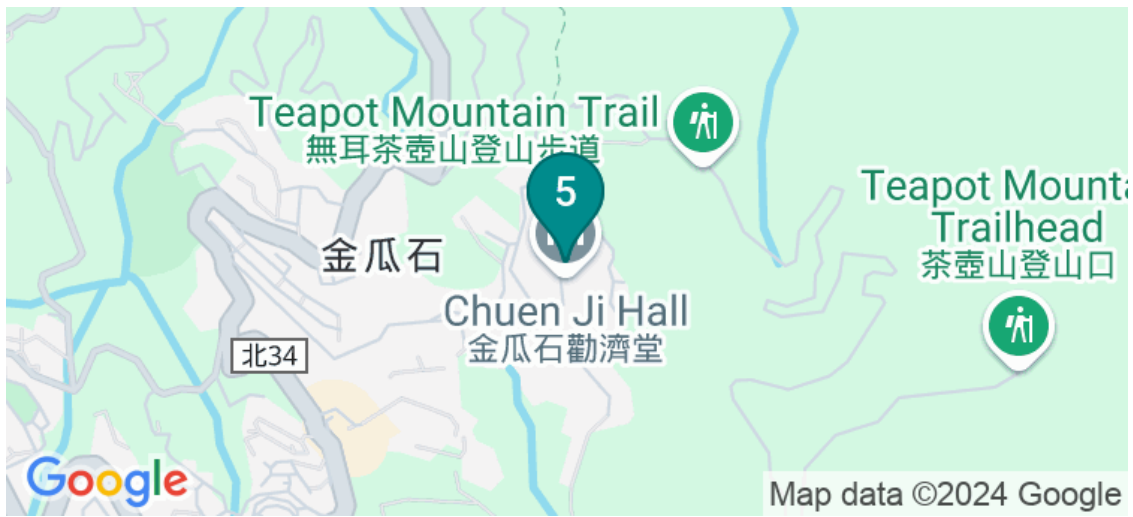 Teapot Mountain Trail
無耳茶壺山登山步道
5
Teapot Mounta
Trailhead
茶壺山登山口
金瓜石
Chuen Ji Hall
金瓜石勸濟堂
北34
Google
Map data ©2024 Google